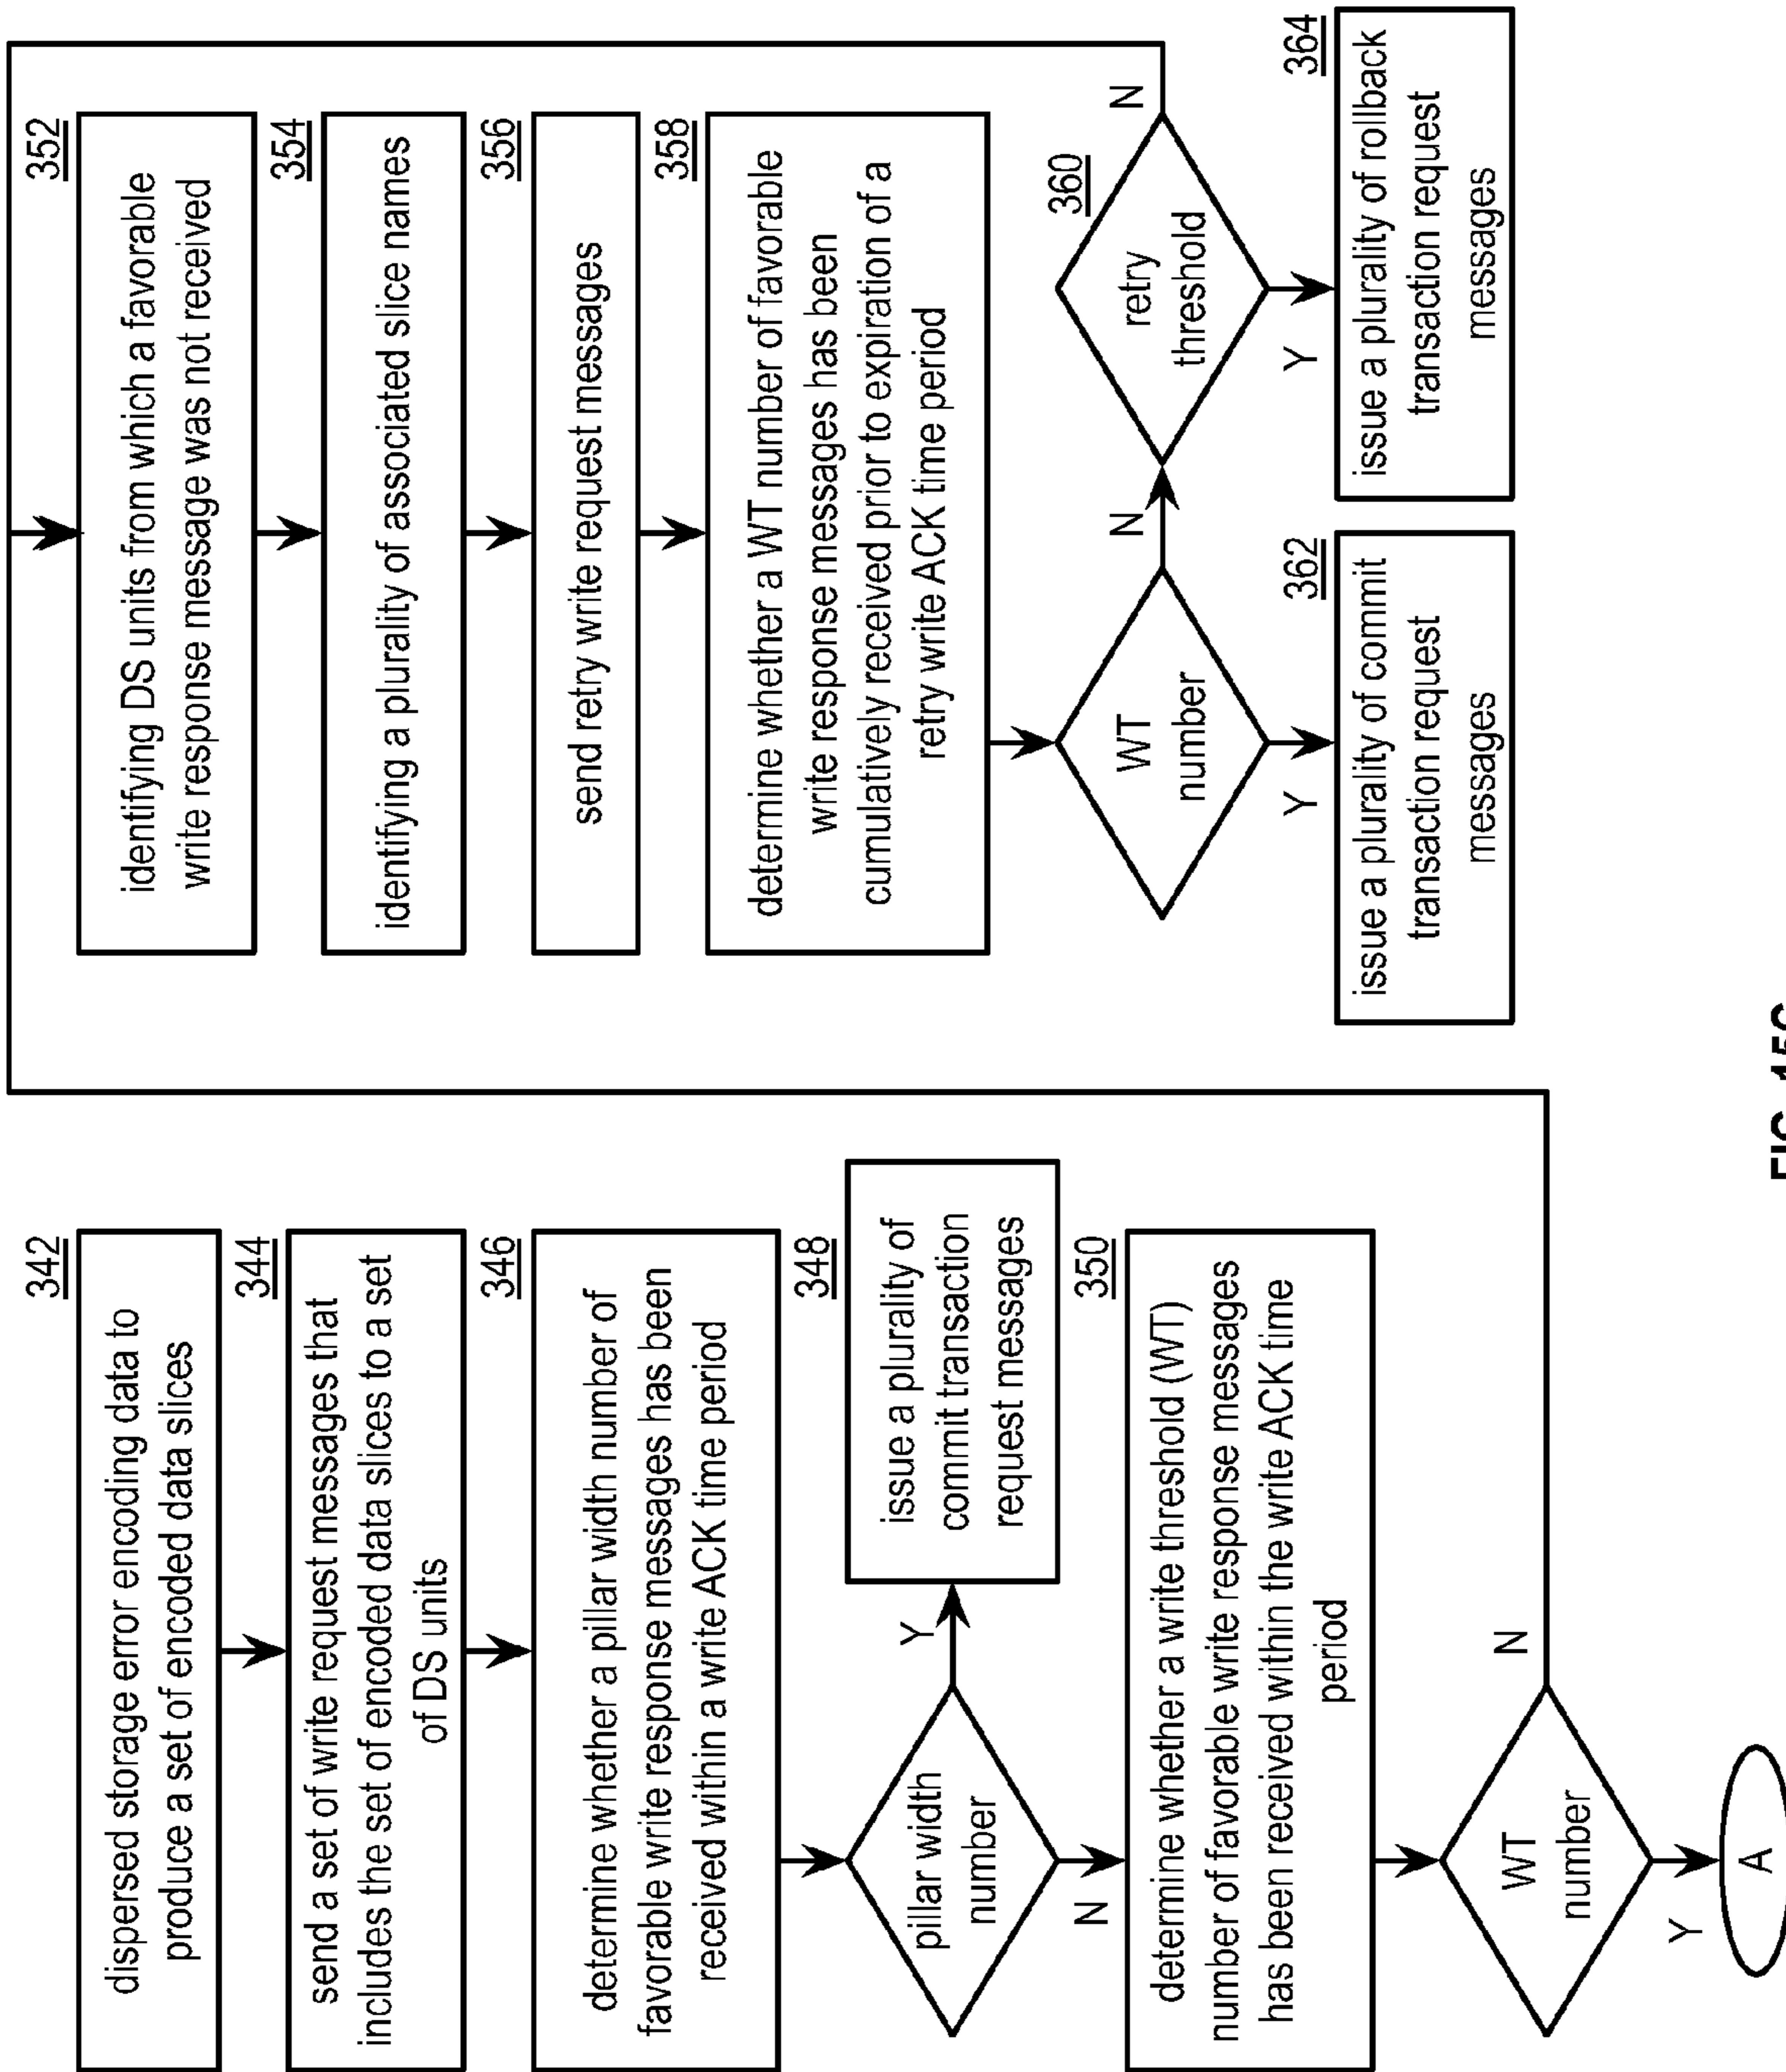 342
dispersed storage error encoding data to
produce a set of encoded data slices
344
send a set of write request messages that
includes the set of encoded data slices to a set
of DS units
346
determine whether a pillar width number of
favorable write response messages has been
received within a write ACK time period
pillar width
number
Y
N
348
issue a plurality of
commit transaction
request messages
350
determine whether a write threshold (WT)
number of favorable write response messages
has been received within the write ACK time
period
WT
number
N
Y
A
352
identifying DS units from which a favorable
write response message was not received
354
identifying a plurality of associated slice names
356
send retry write request messages
358
determine whether a WT number of favorable
write response messages has been
cumulatively received prior to expiration of a
retry write ACK time period
WT
number
N
Y
360
retry
threshold
N
Y
362
issue a plurality of commit
transaction request
messages
364
issue a plurality of rollback
transaction request
messages
FIG. 15C